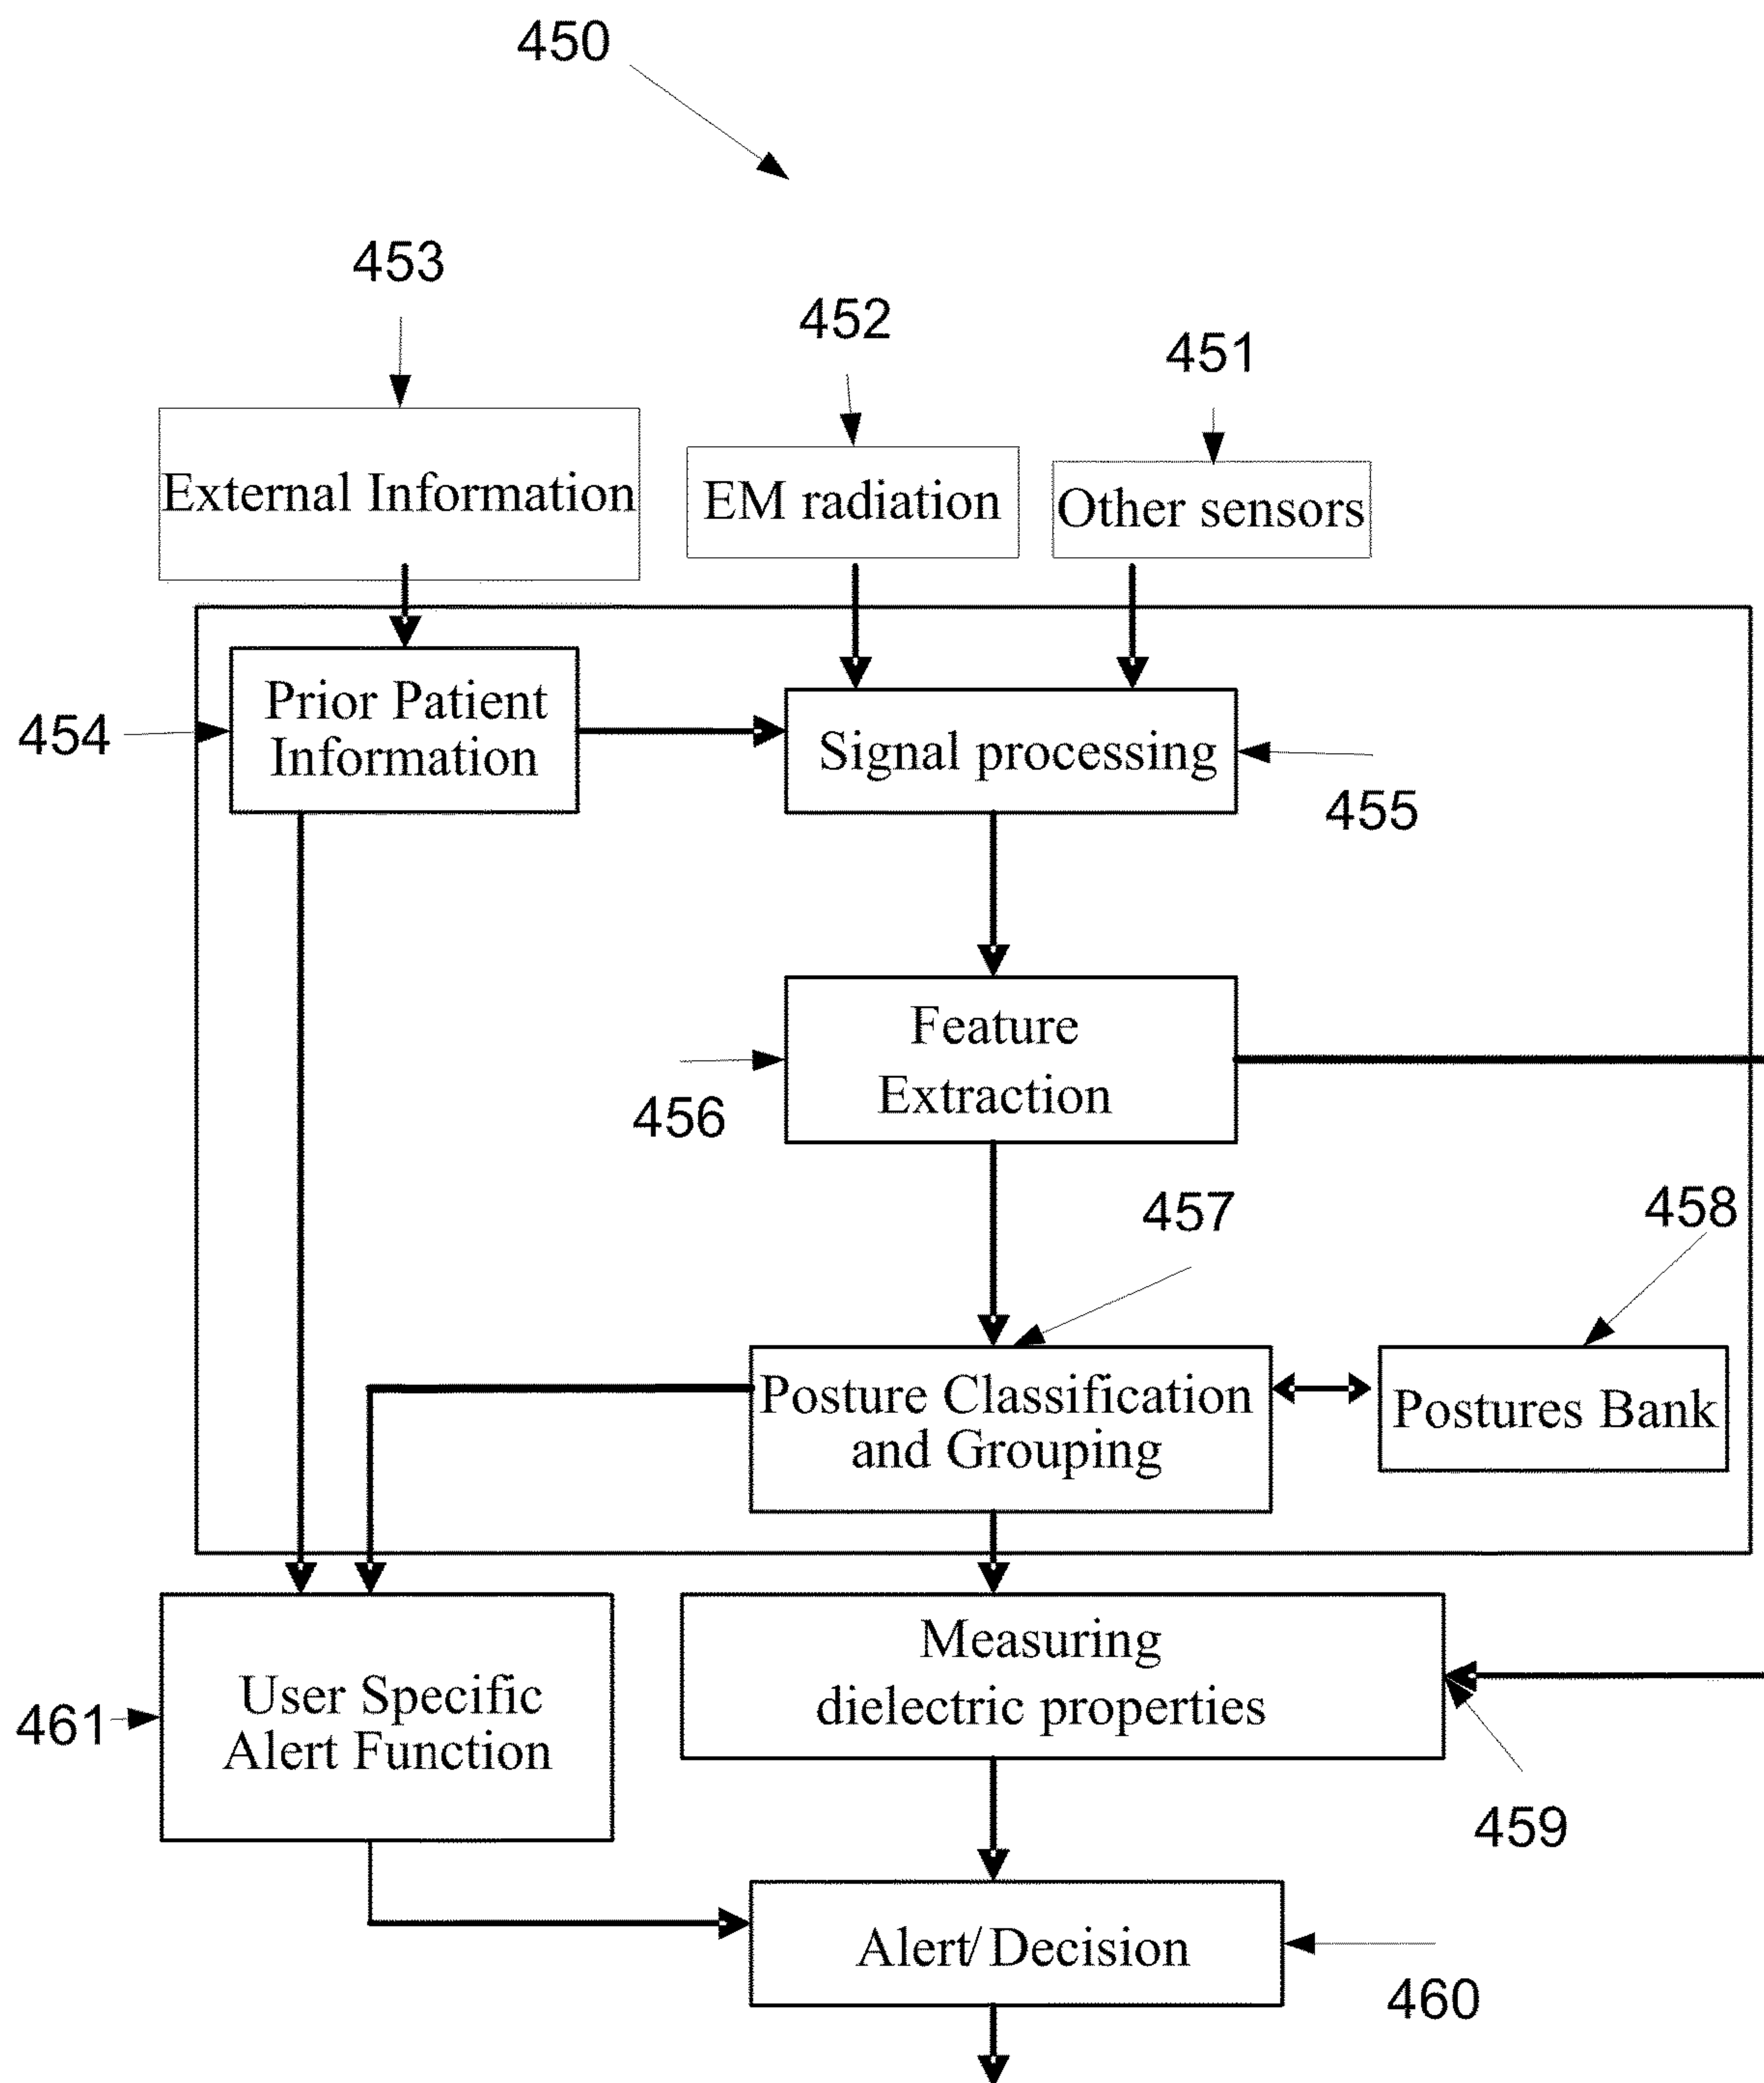 450
453
452
451
External Information
EM radiation
Other sensors
Prior Patient
Information
454
Signal processing
455
Feature
Extraction
456
457
458
Posture Classification
and Grouping
Postures Bank
Measuring
dielectric properties
User Specific
Alert Function
461
459
Alert/Decision
460